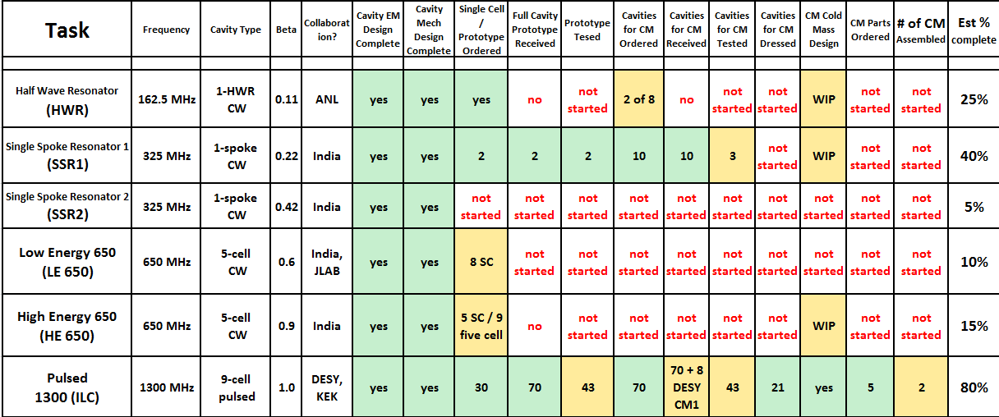 Task Frequency Cavity Type Beta Collaborat ion? Cavity EM Design Complete Cavity Mech Design Complete Single Cell / Prototype Ordered Full Cavity Prototype Received Prototype Tesed Cavities for CM Ordered Cavities for CM Received Cavities for CM Tested Cavities for CM Dressed CM Cold Mass Design CM Parts Ordered # of CM Assembled Est % complete
Half Wave Resonator (HWR) 162.5 MHz 1-HWR CW 0.11 ANL yes yes yes no not started 2 of 8 no not started not started WIP not started not started 25%
Single Spoke Resonator 1 (SSR1) 325 MHz 1-spoke CW 0.22 India yes yes 2 2 2 10 10 3 not started WIP not started not started 40%
Single Spoke Resonator 2 (SSR2) 325 MHz 1-spoke CW 0.42 India yes yes not started not started not started not started not started not started not started not started not started not started 5%
Low Energy 650 (LE 650) 650 MHz 5-cell CW 0.6 India, JLAB yes yes 8 SC not started not started not started not started not started not started not started not started not started 10%
High Energy 650 (HE 650) 650 MHz 5-cell CW 0.9 India yes yes 5 SC / 9 five cell no not started not started not started not started not started WIP not started not started 15%
Pulsed 1300 (ILC) 1300 MHz 9-cell pulsed 1.0 DESY, KEK yes yes 30 70 43 70 70 + 8 DESY CM1 43 21 yes 5 2 80%